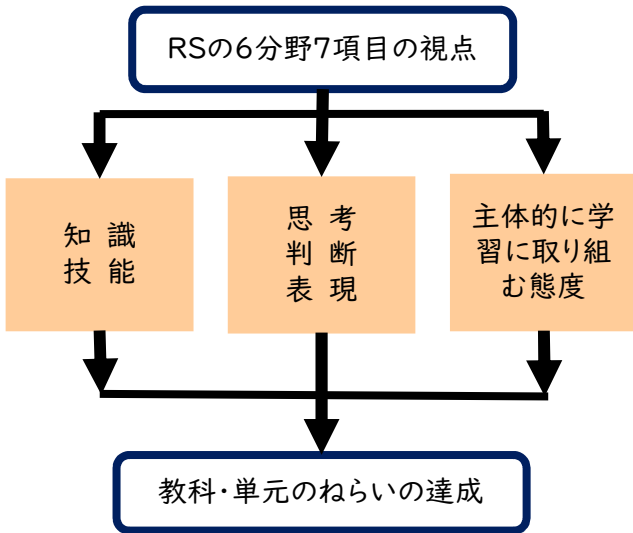 RSの6分野7項目の視点
知 識
技 能
思 考
判 断
表 現
主体的に学
習に取り組
む態度
教科・単元のねらいの達成